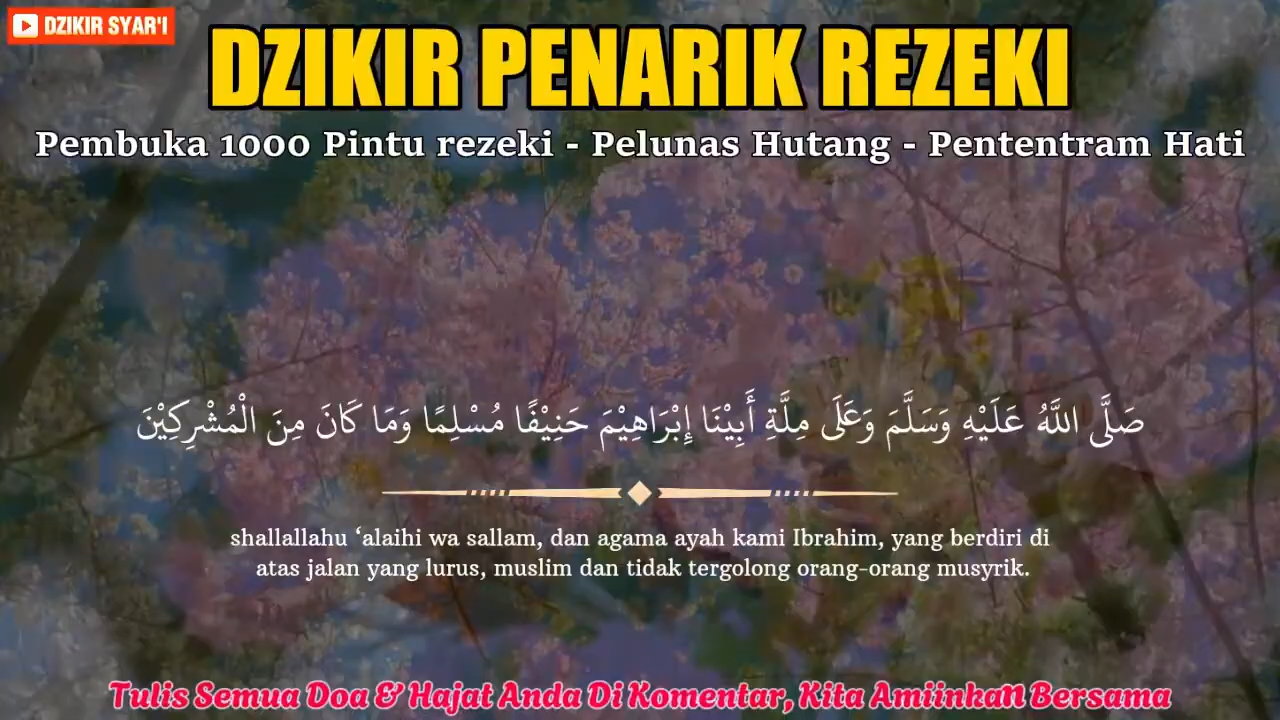 DZIKIR SYAR'I
DZIKIR PENARIK REZEKI
Pembuka 1000 Pintu rezeki - Pelunas Hutang - Pententram Hati
صَلَّى اللَّهُ عَلَيْهِ وَسَلَّمَ وَعَلَى مِلَّةِ أَبِيْنَا إِبْرَاهِيْمَ حَنِيْفًا مُسْلِمًا وَمَا كَانَ مِنَ الْمُشْرِكِيْنَ
shallallahu ‘alaihi wa sallam, dan agama ayah kami Ibrahim, yang berdiri di
atas jalan yang lurus, muslim dan tidak tergolong orang-orang musyrik.
Tulis Semua Doa & Hajat Anda Di Komentar, Kita Amiinkan Bersama